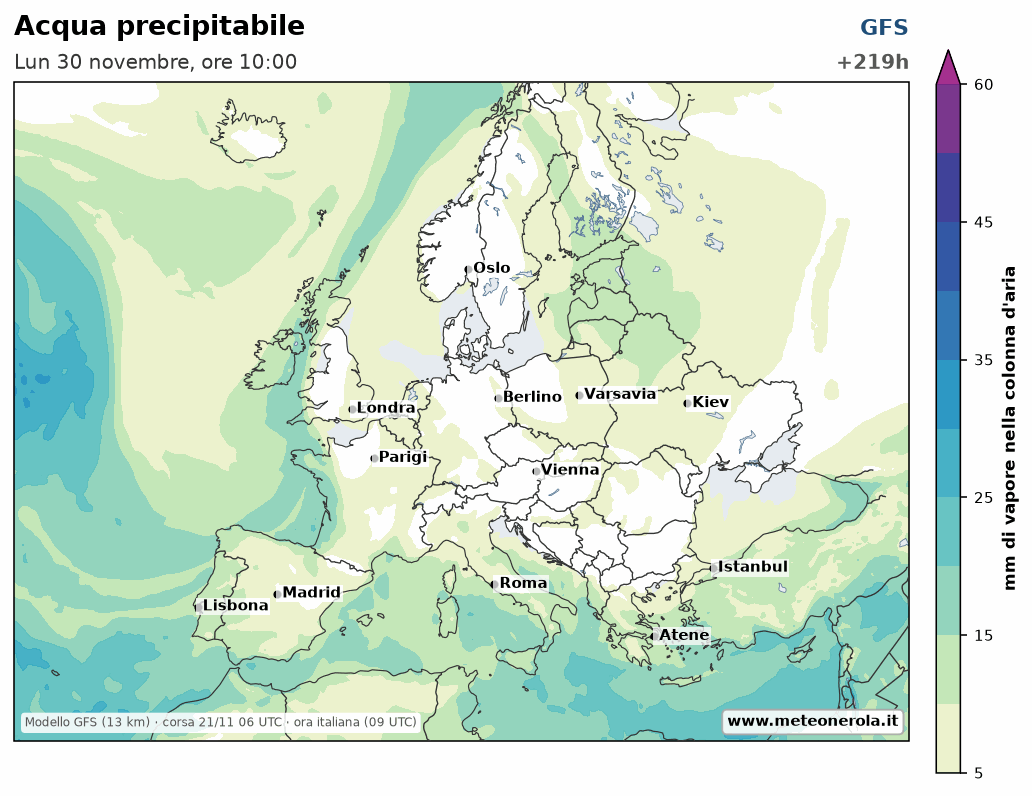 Acqua precipitabile
GFS
Lun 30 novembre, ore 10:00
+219h
60
45
35
25
15
5
mm di vapore nella colonna d'aria
Oslo
Berlino
Varsavia
Kiev
Londra
Parigi
Vienna
Istanbul
Roma
Madrid
Lisbona
Atene
Modello GFS (13 km) · corsa 21/11 06 UTC · ora italiana (09 UTC)
www.meteonerola.it